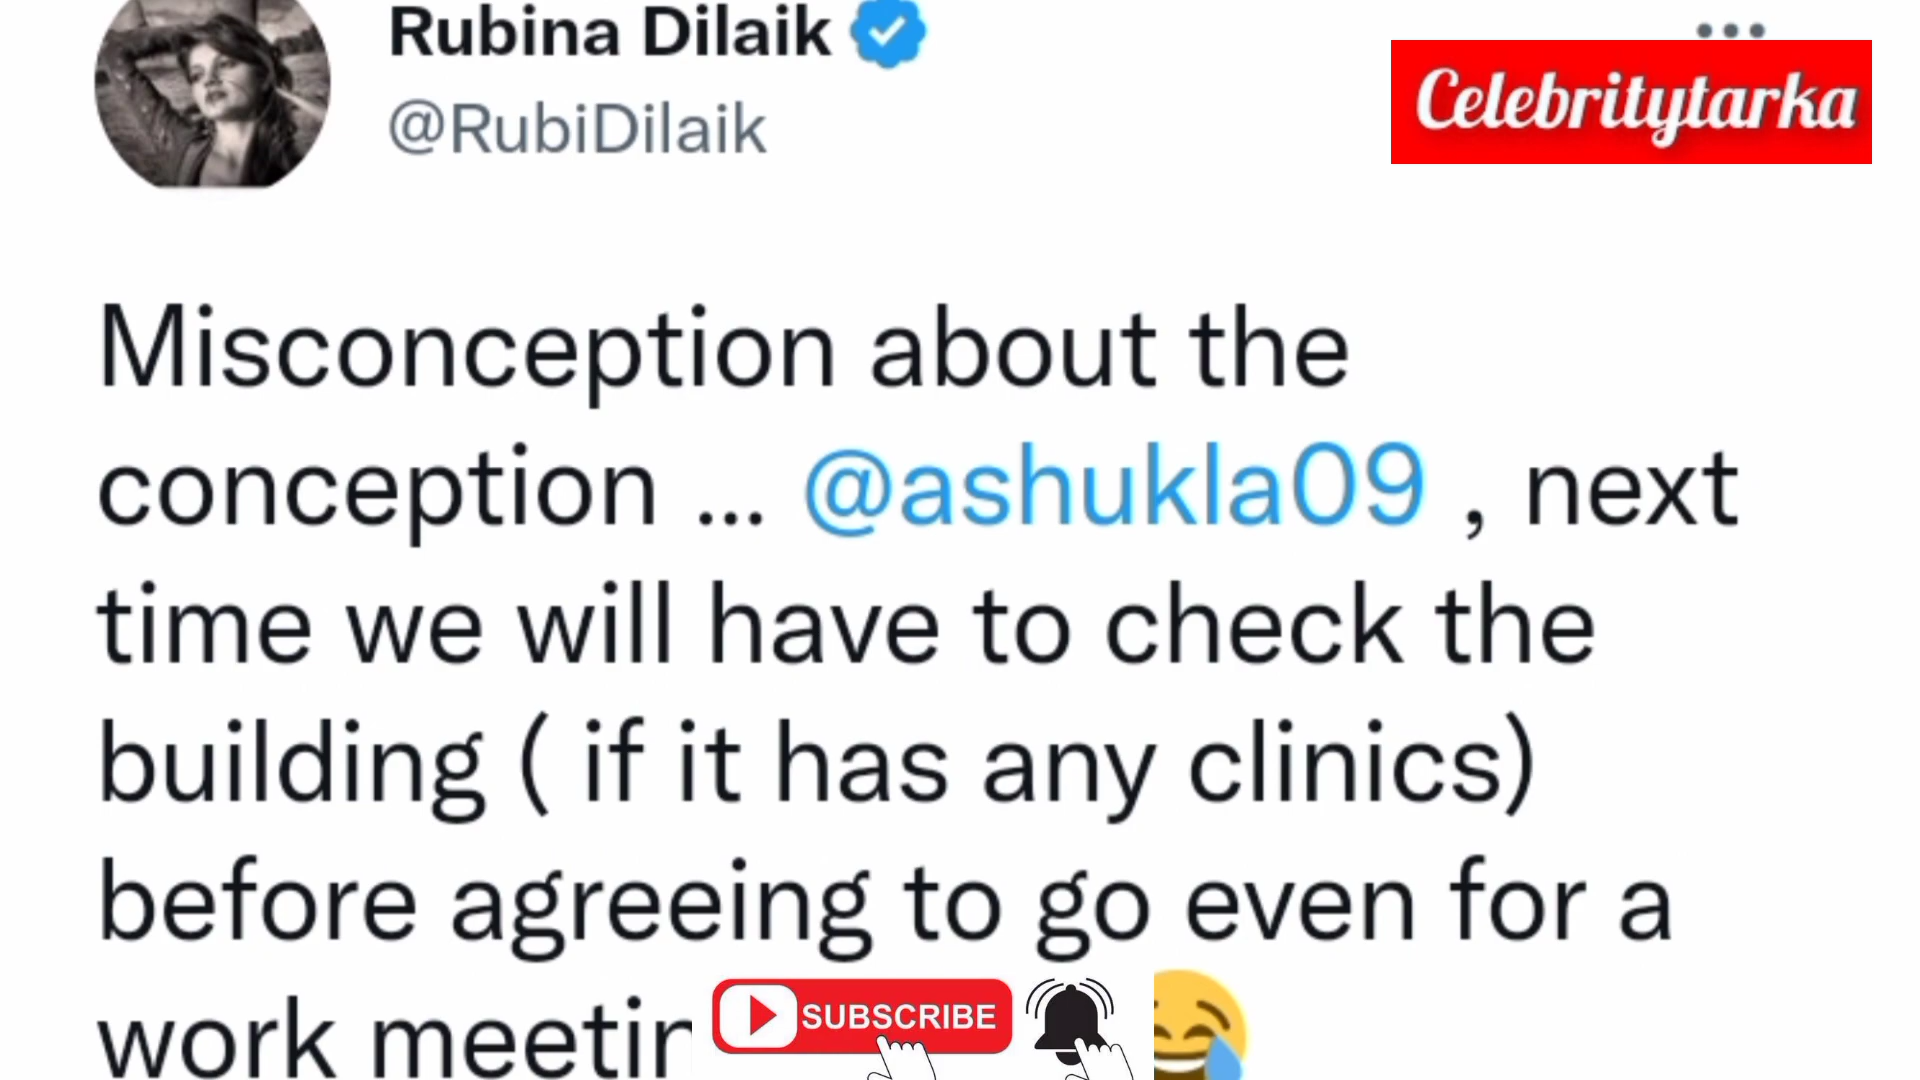 Rubina Dilaik
@RubiDilaik
Celebritytarka
Misconception about the
conception ... @ashukla09 , next
time we will have to check the
building ( if it has any clinics)
before agreeing to go even for a
work
SUBSCRIBE